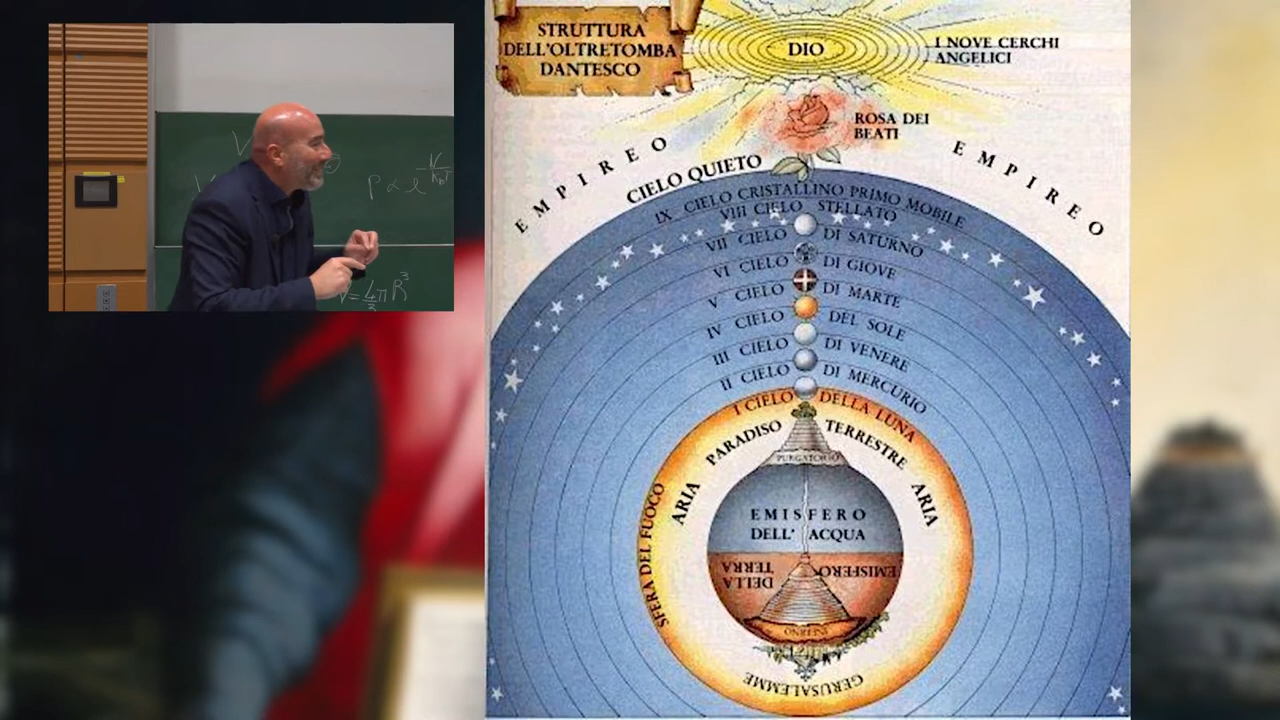 STRUTTURA
DELL'OLTRETOMBA
DANTESCO
DIO
I NOVE CERCHI
ANGELICI
ROSA DEI
BEATI
EMPIREO
EMPIREO
CIELO QUIETO
IX CIELO CRISTALLINO PRIMO MOBILE
VIII CIELO STELLATO
VII CIELO DI SATURNO
VI CIELO DI GIOVE
V CIELO DI MARTE
IV CIELO DEL SOLE
III CIELO DI VENERE
II CIELO DI MERCURIO
I CIELO DELLA LUNA
PARADISO TERRESTRE
PURGATORIO
ARIA
ARIA
SFERA DEL FUOCO
EMISFERO
DELL' ACQUA
EMISFERO
DELLA
TERRA
GERUSALEMME
V
P ∝ e
V = 4/3 π R³